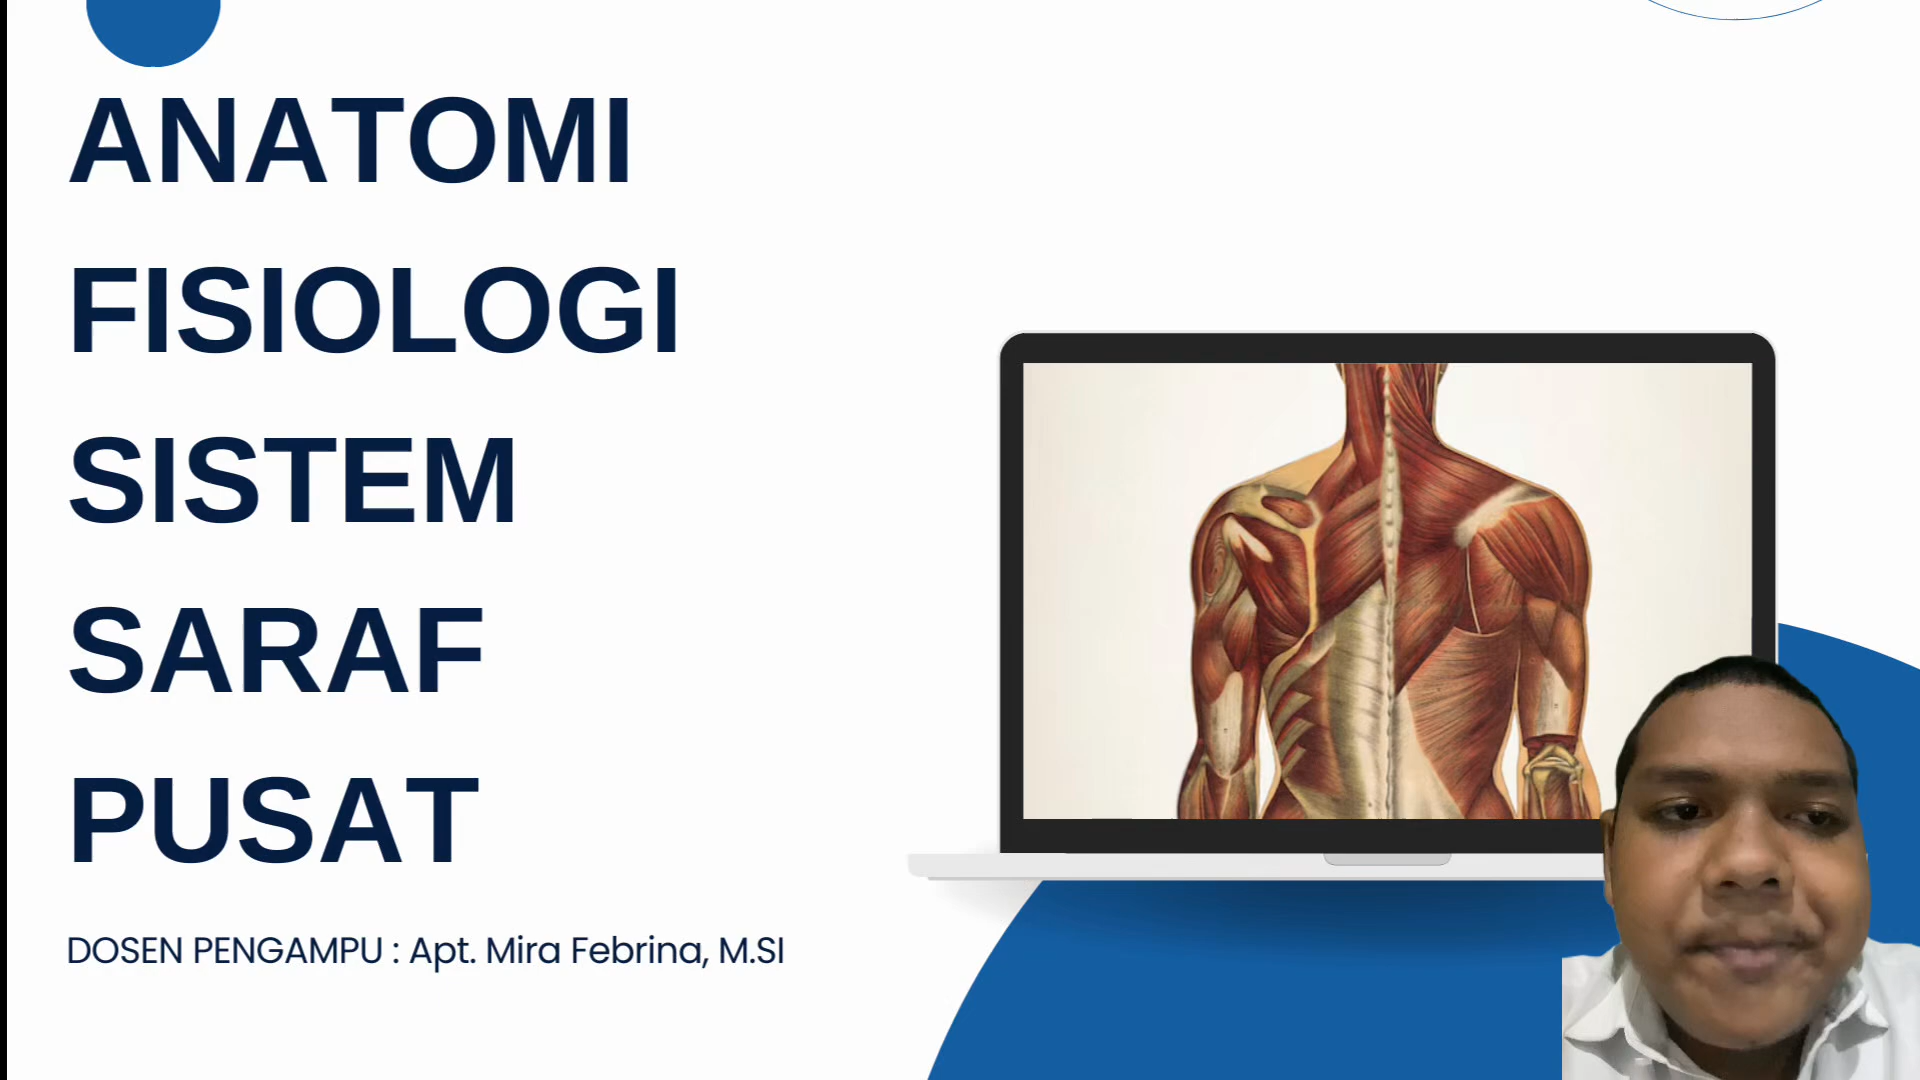 ANATOMI
FISIOLOGI
SISTEM
SARAF
PUSAT
DOSEN PENGAMPU : Apt. Mira Febrina, M.SI